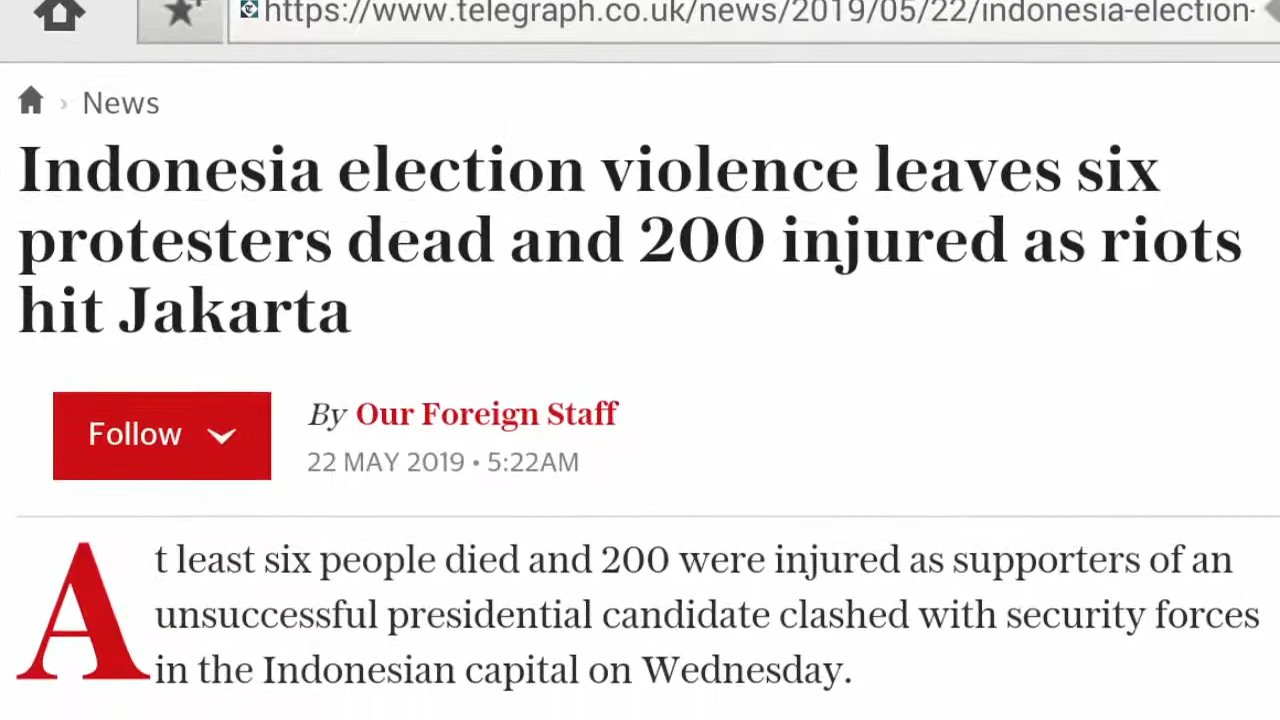 https://www.telegraph.co.uk/news/2019/05/22/indonesia-election-
News
Indonesia election violence leaves six
protesters dead and 200 injured as riots
hit Jakarta
Follow
By Our Foreign Staff
22 MAY 2019 • 5:22AM
At least six people died and 200 were injured as supporters of an
unsuccessful presidential candidate clashed with security forces
in the Indonesian capital on Wednesday.